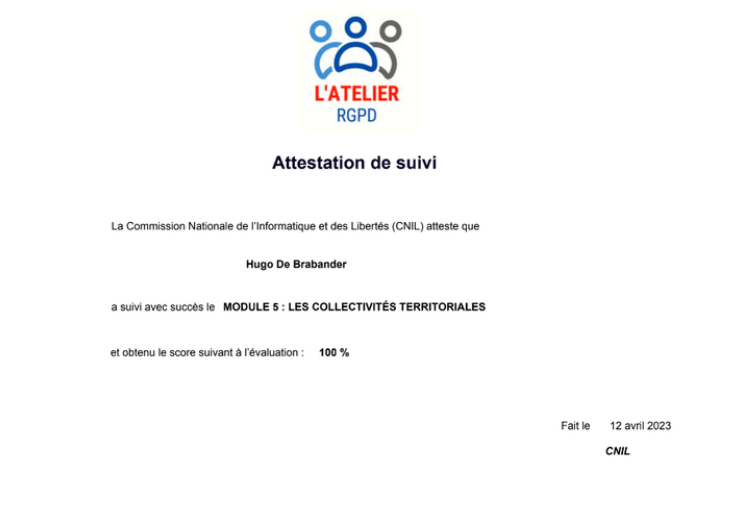 L'ATELIER
RGPD
Attestation de suivi
La Commission Nationale de l'Informatique et des Libertés (CNIL) atteste que
Hugo De Brabander
a suivi avec succès le MODULE 5 : LES COLLECTIVITÉS TERRITORIALES
et obtenu le score suivant à l'évaluation : 100 %
Fait le 12 avril 2023
CNIL